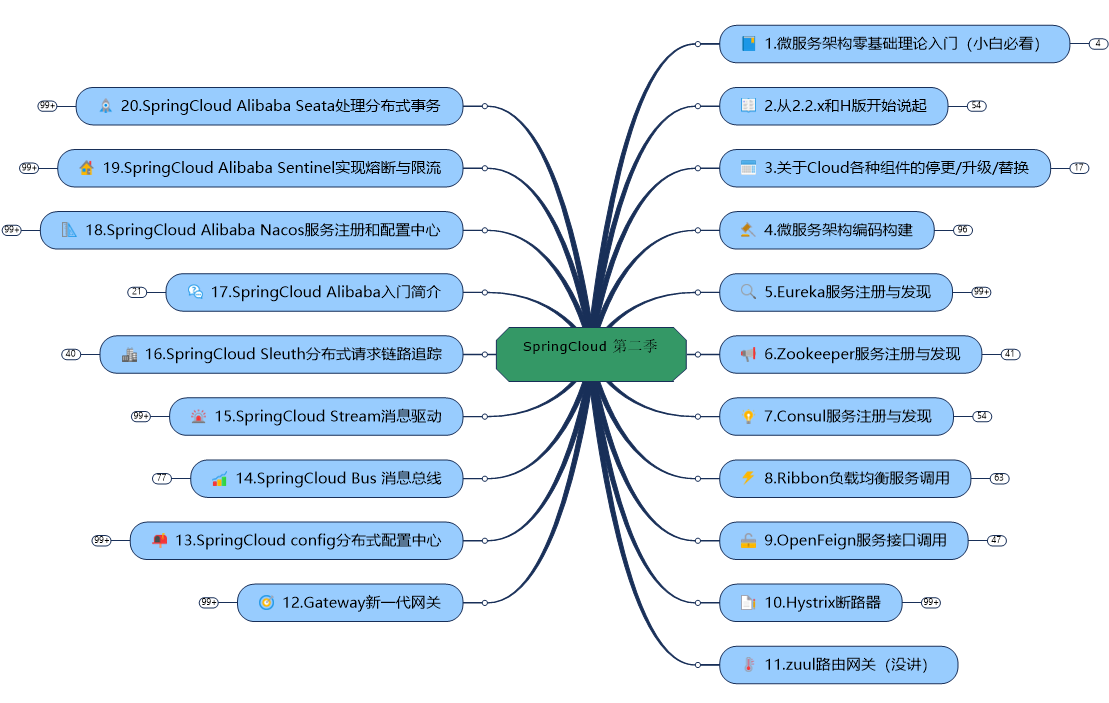 SpringCloud 第二季
1.微服务架构零基础理论入门（小白必看）
4
2.从2.2.x和H版开始说起
54
3.关于Cloud各种组件的停更/升级/替换
17
4.微服务架构编码构建
96
5.Eureka服务注册与发现
99+
6.Zookeeper服务注册与发现
41
7.Consul服务注册与发现
54
8.Ribbon负载均衡服务调用
63
9.OpenFeign服务接口调用
47
10.Hystrix断路器
99+
11.zuul路由网关（没讲）
12.Gateway新一代网关
99+
13.SpringCloud config分布式配置中心
99+
14.SpringCloud Bus 消息总线
77
15.SpringCloud Stream消息驱动
99+
16.SpringCloud Sleuth分布式请求链路追踪
40
17.SpringCloud Alibaba入门简介
21
18.SpringCloud Alibaba Nacos服务注册和配置中心
99+
19.SpringCloud Alibaba Sentinel实现熔断与限流
99+
20.SpringCloud Alibaba Seata处理分布式事务
99+